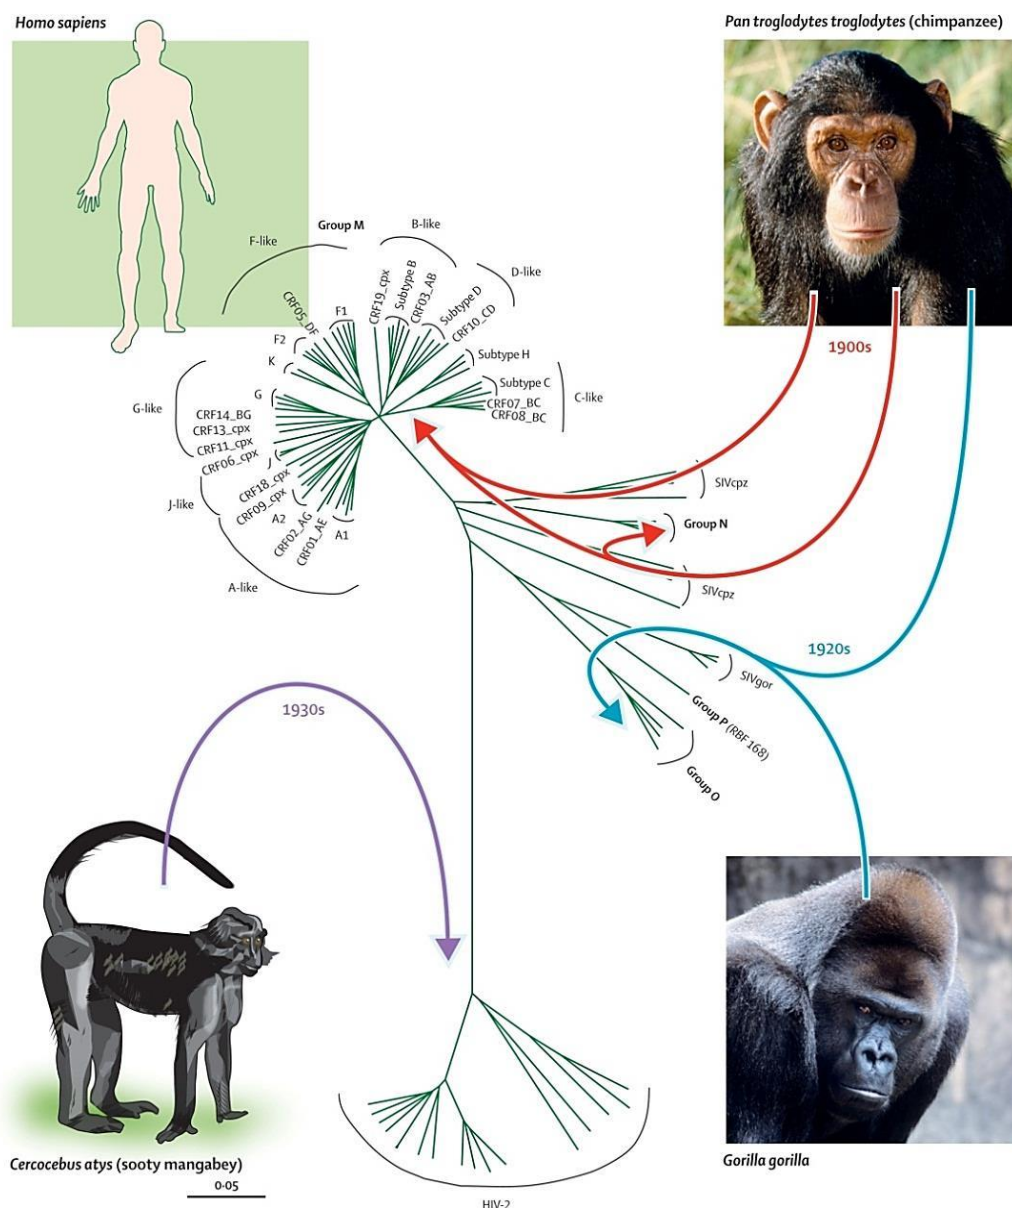 Homo sapiens
Pan troglodytes troglodytes (chimpanzee)
Group M
B-like
F-like
D-like
CRF05_DF
F1
CRF19_cpx
Subtype B
CRF03_AB
Subtype D
CRF10_CD
F2
K
Subtype H
1900s
G-like
G
Subtype C
C-like
CRF14_BG
CRF07_BC
CRF13_cpx
CRF08_BC
CRF11_cpx
CRF06_cpx
J
CRF18_cpx
SIVcpz
J-like
CRF09_cpx
A2
CRF02_AG
CRF01_AE
A1
Group N
A-like
SIVcpz
1920s
SIVgor
1930s
Group P (RBF 168)
Group O
Cercocebus atys (sooty mangabey)
Gorilla gorilla
0·05
HIV-2